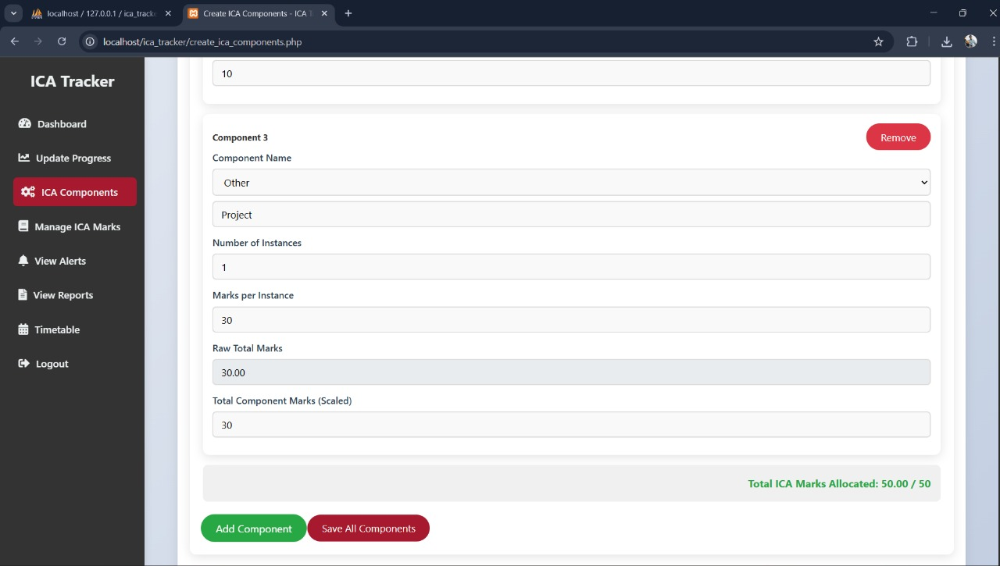 localhost / 127.0.0.1 / ica_track
Create ICA Components - ICA T
localhost/ica_tracker/create_ica_components.php
ICA Tracker
Dashboard
Update Progress
ICA Components
Manage ICA Marks
View Alerts
View Reports
Timetable
Logout
10
Component 3
Remove
Component Name
Other
Project
Number of Instances
1
Marks per Instance
30
Raw Total Marks
30.00
Total Component Marks (Scaled)
30
Total ICA Marks Allocated: 50.00 / 50
Add Component
Save All Components